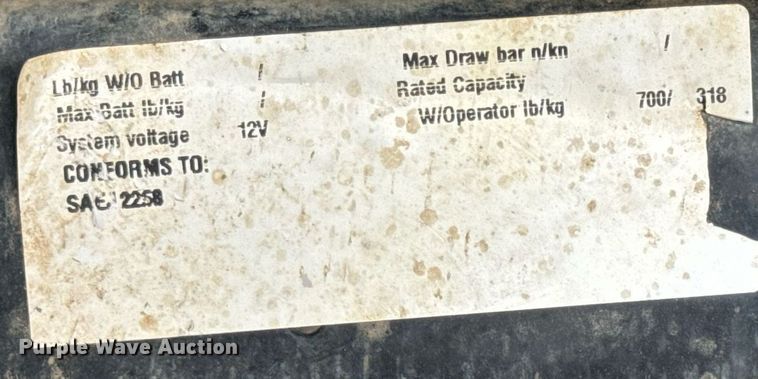 Lb/kg W/O Batt /
Max Batt lb/kg /
System voltage 12V
CONFORMS TO:
SAE J2258
Max Draw bar n/kn /
Rated Capacity
W/Operator lb/kg 700/ 318
Purple Wave Auction